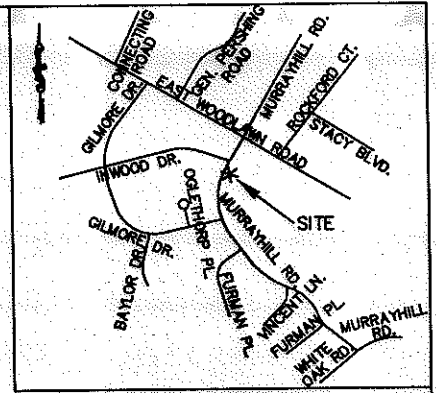 CONNECTING
ROAD
GEN PERSHING
ROAD
MURRAYHILL RD.
ROCKFORD CT.
STACY BLVD.
EAST WOODLAWN ROAD
GILMORE DR.
INWOOD DR.
OGLETHORP PL.
SITE
GILMORE DR.
BAYLOR DR.
MURRAYHILL RD.
FURMAN PL.
VINCENT LN.
FURMAN PL.
WHITE
OAK RD.
MURRAYHILL
RD.